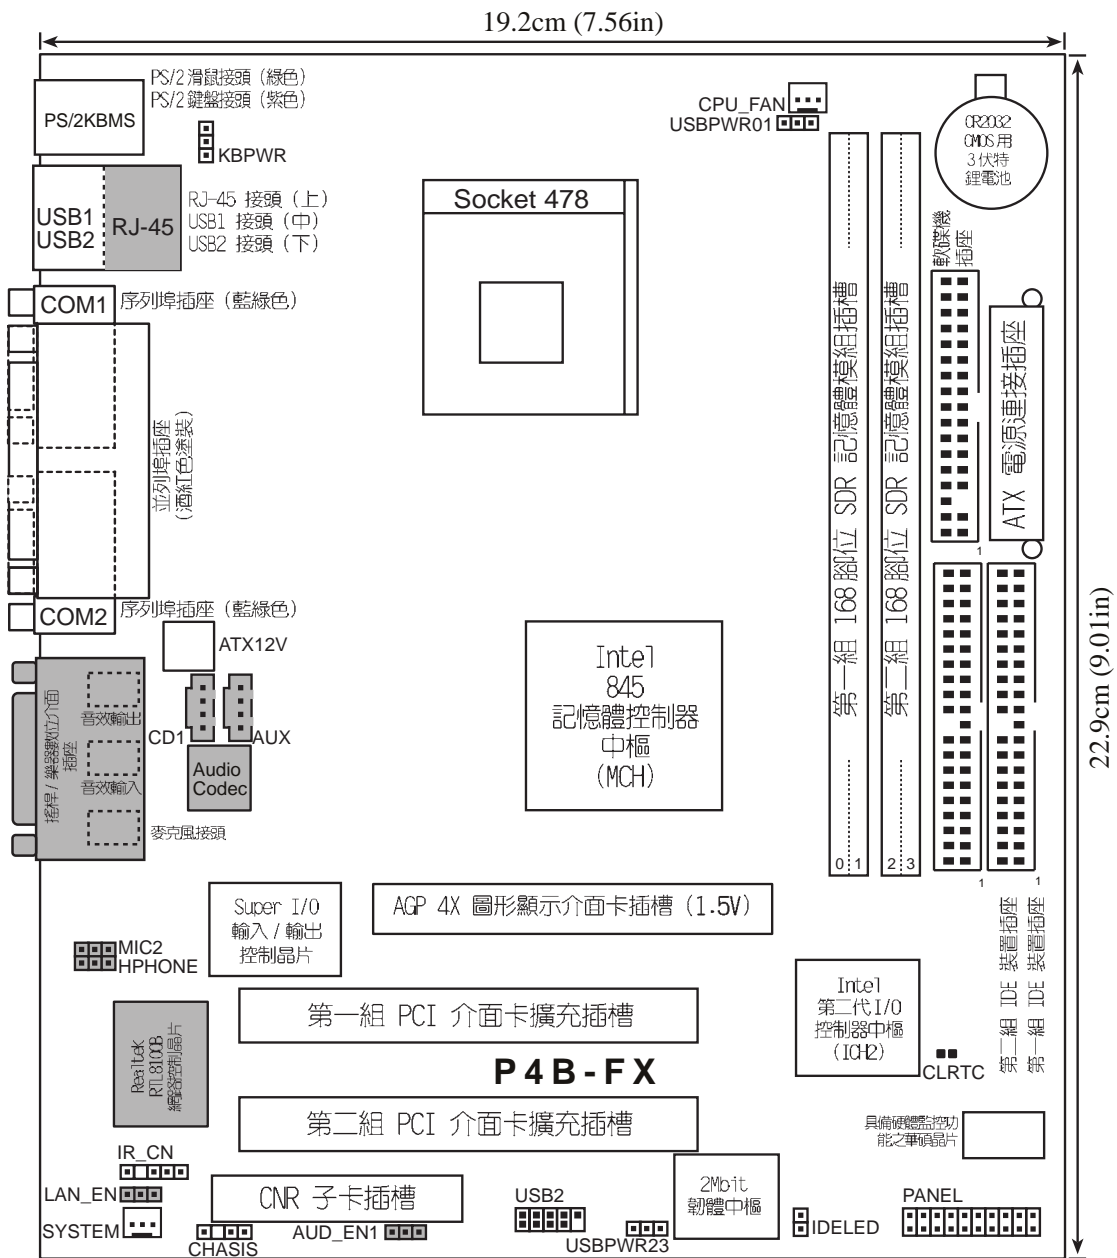 19.2cm (7.56in)
PS/2KBMS
PS/2 滑鼠接頭 (綠色)
PS/2 鍵盤接頭 (紫色)
KBPWR
CPU_FAN
USBPWR01
CR2032
CMOS 用
3 伏特
鋰電池
USB1
USB2
RJ-45
RJ-45 接頭 (上)
USB1 接頭 (中)
USB2 接頭 (下)
Socket 478
軟碟機
插座
COM1
序列埠插座 (藍綠色)
並列埠插座
(酒紅色塗裝)
COM2
序列埠插座 (藍綠色)
第一組 168 腳位 SDR 記憶體模組插槽
第二組 168 腳位 SDR 記憶體模組插槽
ATX 電源連接插座
1
22.9cm (9.01in)
ATX12V
CD1
AUX
Audio
Codec
搖桿 / 樂器數位介面
插座
音效輸出
音效輸入
麥克風接頭
Intel
845
記憶體控制器
中樞
(MCH)
0 1
2 3
1
1
Super I/O
輸入 / 輸出
控制晶片
AGP 4X 圖形顯示介面卡插槽 (1.5V)
MIC2
HPHONE
第二組 IDE 裝置插座
第一組 IDE 裝置插座
Intel
第二代 I/O
控制器中樞
(ICH2)
CLRTC
第一組 PCI 介面卡擴充插槽
P4B-FX
第二組 PCI 介面卡擴充插槽
Realtek
RTL8100B
網路控制晶片
具備硬體監控功
能之華碩晶片
IR_CN
LAN_EN
SYSTEM
CNR 子卡插槽
CHASIS
AUD_EN1
USB2
USBPWR23
2Mbit
韌體中樞
IDELED
PANEL